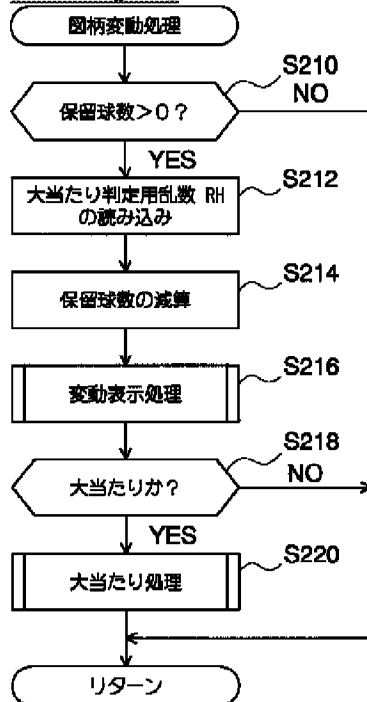 図柄変動処理
S210
保留球数>0?
NO
YES
S212
大当たり判定用乱数 RH
の読み込み
S214
保留球数の減算
S216
変動表示処理
S218
大当たりか?
NO
YES
S220
大当たり処理
リターン